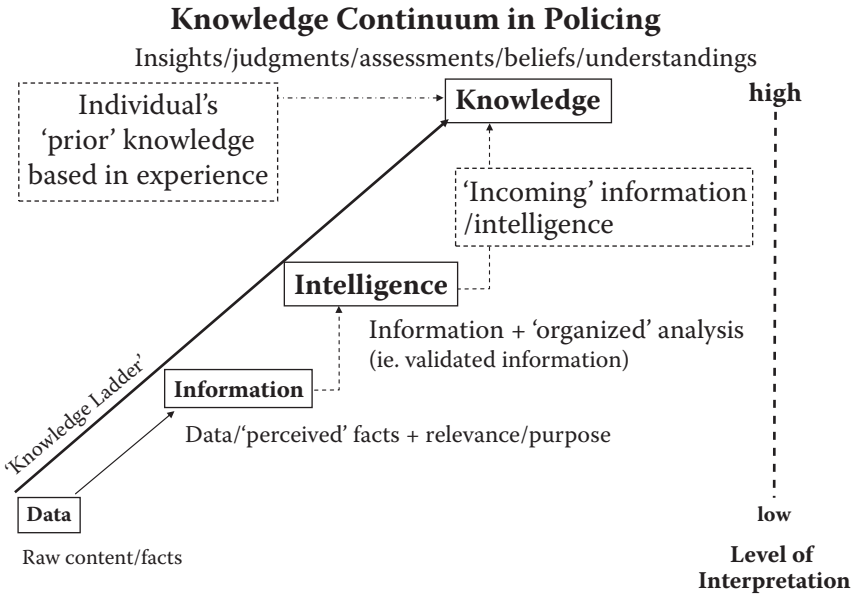 Knowledge Continuum in Policing
Insights/judgments/assessments/beliefs/understandings
Individual’s
‘prior’ knowledge
based in experience
Knowledge
high
‘Incoming’ information
/intelligence
Intelligence
Information + ‘organized’ analysis
(ie. validated information)
‘Knowledge Ladder’
Information
Data/‘perceived’ facts + relevance/purpose
Data
low
Raw content/facts
Level of
Interpretation